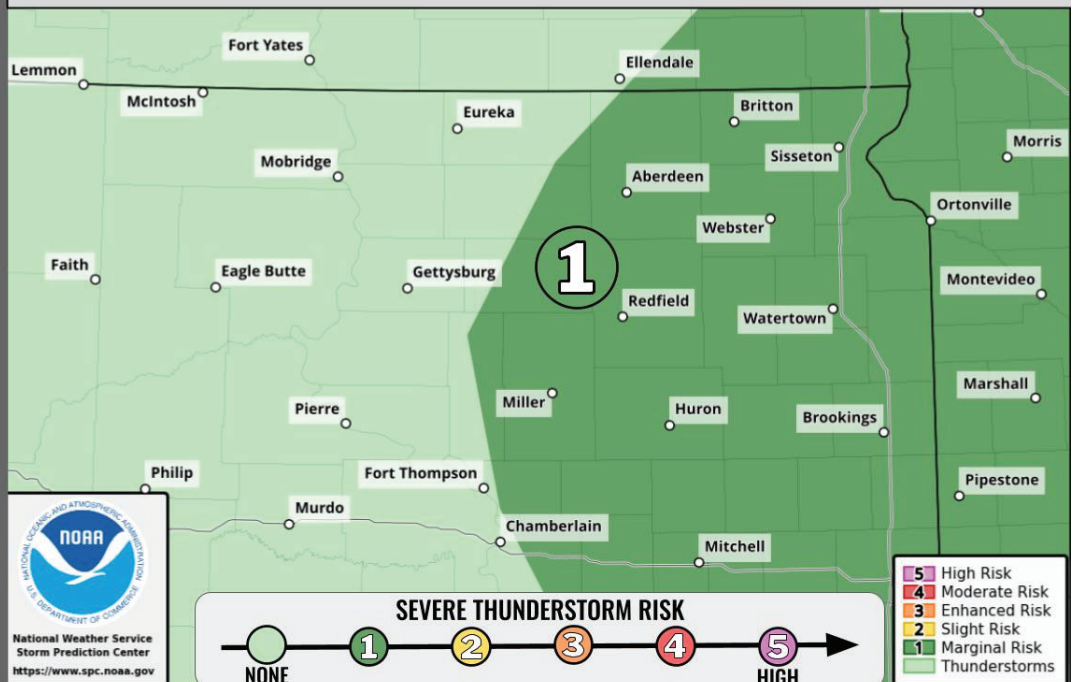 Fort Yates
Ellendale
Lemmon
McIntosh
Eureka
Britton
Morris
Sisseton
Mobridge
Aberdeen
Ortonville
Webster
Faith
Eagle Butte
Gettysburg
1
Montevideo
Redfield
Watertown
Marshall
Miller
Pierre
Huron
Brookings
Philip
Fort Thompson
Pipestone
Murdo
Chamberlain
Mitchell
NATIONAL OCEANIC AND ATMOSPHERIC ADMINISTRATION
NOAA
U.S. DEPARTMENT OF COMMERCE
National Weather Service
Storm Prediction Center
https://www.spc.noaa.gov
SEVERE THUNDERSTORM RISK
1 2 3 4 5
NONE HIGH
5 High Risk
4 Moderate Risk
3 Enhanced Risk
2 Slight Risk
1 Marginal Risk
Thunderstorms